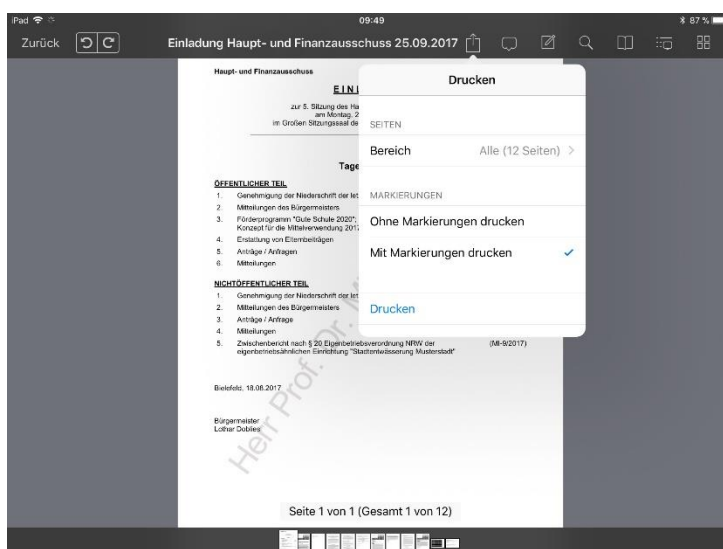 iPad 09:49 87 %
Zurück Einladung Haupt- und Finanzausschuss 25.09.2017
Haupt- und Finanzausschuss
EINL
zur 5. Sitzung des Ha
am Montag, 2
im Großen Sitzungssaal de
Tage
ÖFFENTLICHER TEIL
1. Genehmigung der Niederschrift der let
2. Mitteilungen des Bürgermeisters
3. Förderprogramm "Gute Schule 2020";
Konzept für die Mittelverwendung 2017
4. Erstattung von Elternbeiträgen
5. Anträge / Anfragen
6. Mitteilungen
NICHTÖFFENTLICHER TEIL
1. Genehmigung der Niederschrift der let
2. Mitteilungen des Bürgermeisters
3. Anträge / Anfrage
4. Mitteilungen
5. Zwischenbericht nach § 20 Eigenbetriebsverordnung NRW der (MI-9/2017)
eigenbetriebsähnlichen Einrichtung "Stadtentwässerung Musterstadt"
Bielefeld, 18.08.2017
Bürgermeister
Lothar Doblies
Herr Prof. Dr. Mi
Drucken
SEITEN
Bereich Alle (12 Seiten) >
MARKIERUNGEN
Ohne Markierungen drucken
Mit Markierungen drucken
Drucken
Seite 1 von 1 (Gesamt 1 von 12)